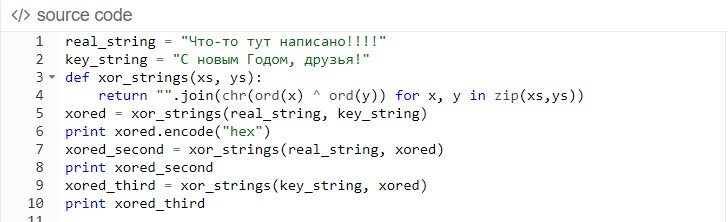 </> source code
1 real_string = "Что-то тут написано!!!!"
2 key_string = "С новым Годом, друзья!"
3 def xor_strings(xs, ys):
4     return "".join(chr(ord(x) ^ ord(y)) for x, y in zip(xs,ys))
5 xored = xor_strings(real_string, key_string)
6 print xored.encode("hex")
7 xored_second = xor_strings(real_string, xored)
8 print xored_second
9 xored_third = xor_strings(key_string, xored)
10 print xored_third
11